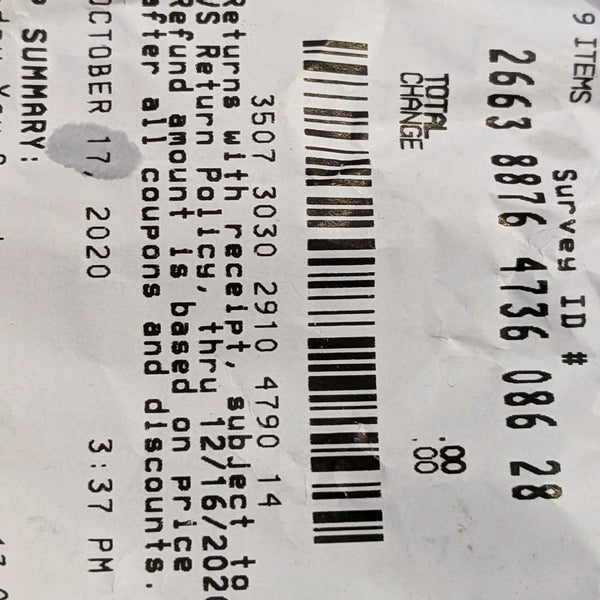 9 ITEMS
Survey ID #
2663 8876 4736 086 28
TOTAL .00
CHANGE .00
3507 3030 2910 4790 14
Returns with receipt, subject to
VS Return Policy, thru 12/16/2020
Refund amount is based on price
after all coupons and discounts.
OCTOBER 17, 2020 3:37 PM
SUMMARY: